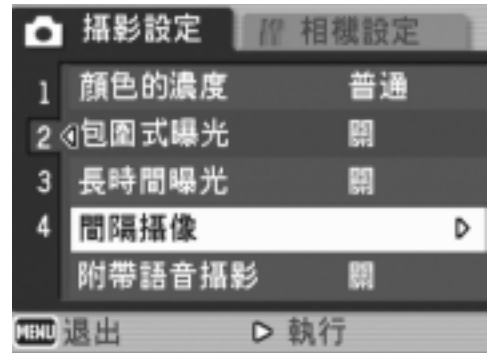 攝影設定 相機設定
1 顏色的濃度 普通
2 包圍式曝光 關
3 長時間曝光 關
4 間隔攝像
附帶語音攝影 關
MENU 退出 執行